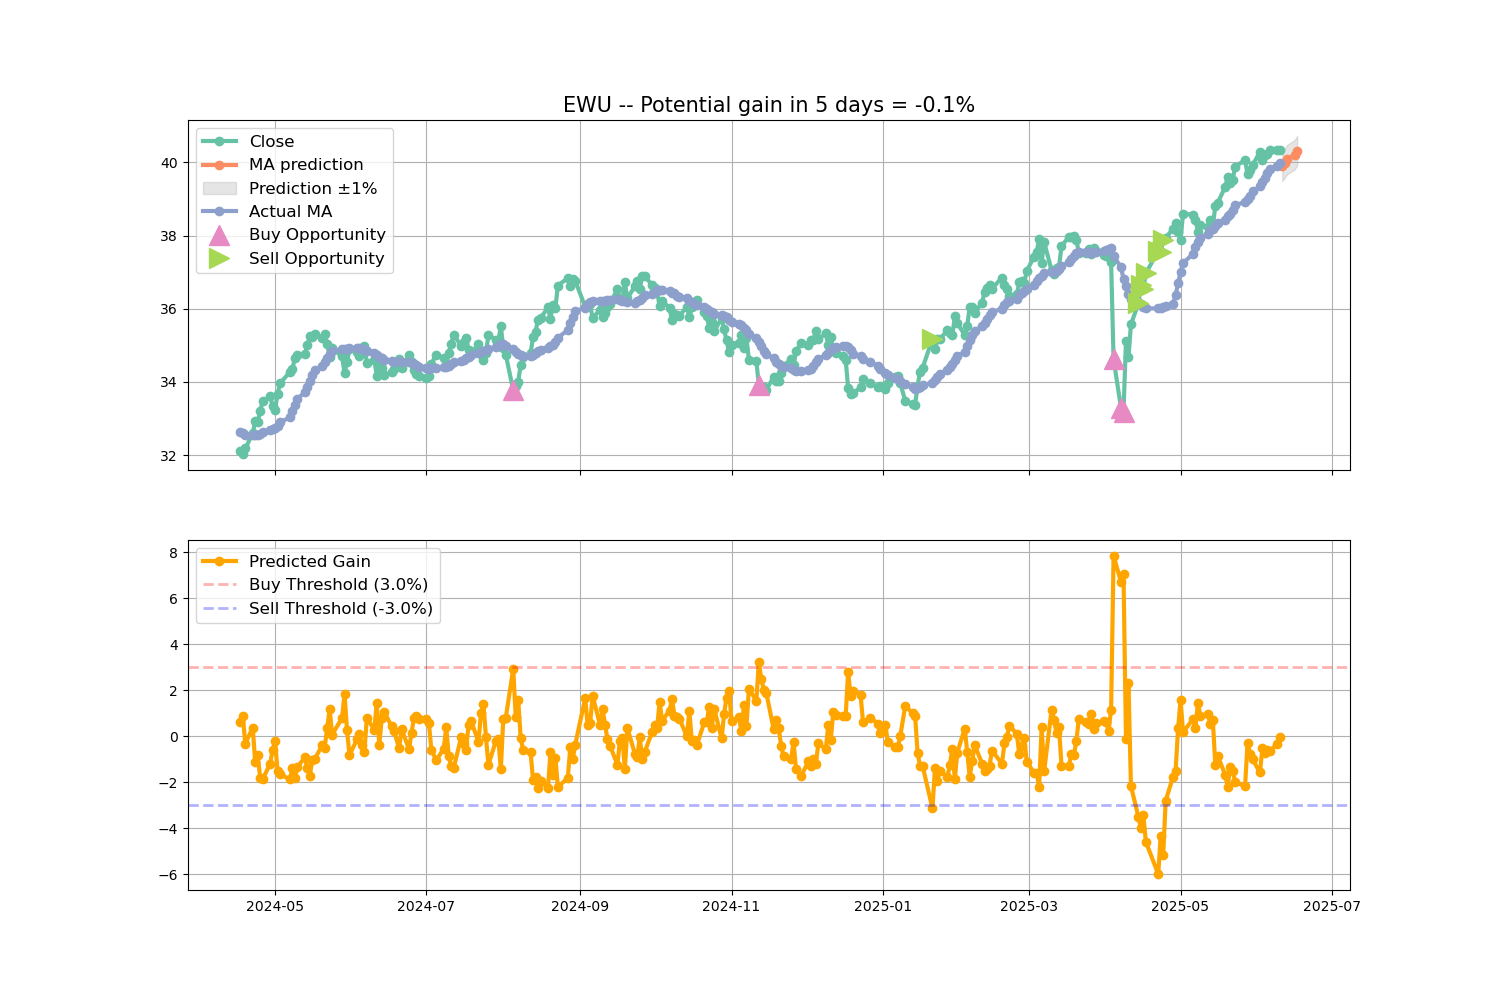 EWU -- Potential gain in 5 days = -0.1%
Close
MA prediction
Prediction ±1%
Actual MA
Buy Opportunity
Sell Opportunity
40
38
36
34
32
Predicted Gain
Buy Threshold (3.0%)
Sell Threshold (-3.0%)
8
6
4
2
0
−2
−4
−6
2024-05 2024-07 2024-09 2024-11 2025-01 2025-03 2025-05 2025-07